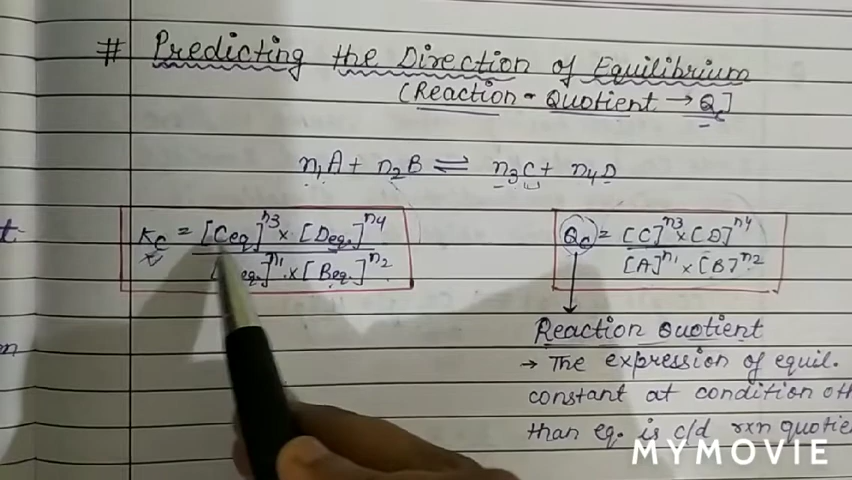 # Predicting the Direction of Equilibrium
(Reaction - Quotient → Qc]
n1A + n2B ⇌ n3C + n4D
Kc = [Ceq]^n3 × [Deq.]^n4
eq.]^n1 × [Beq.]^n2
Qc = [C]^n3 × [D]^n4
[A]^n1 × [B]^n2
Reaction Quotient
→ The expression of equil.
constant at condition ot
than eq. is c/d rxn quotie
MYMOVIE